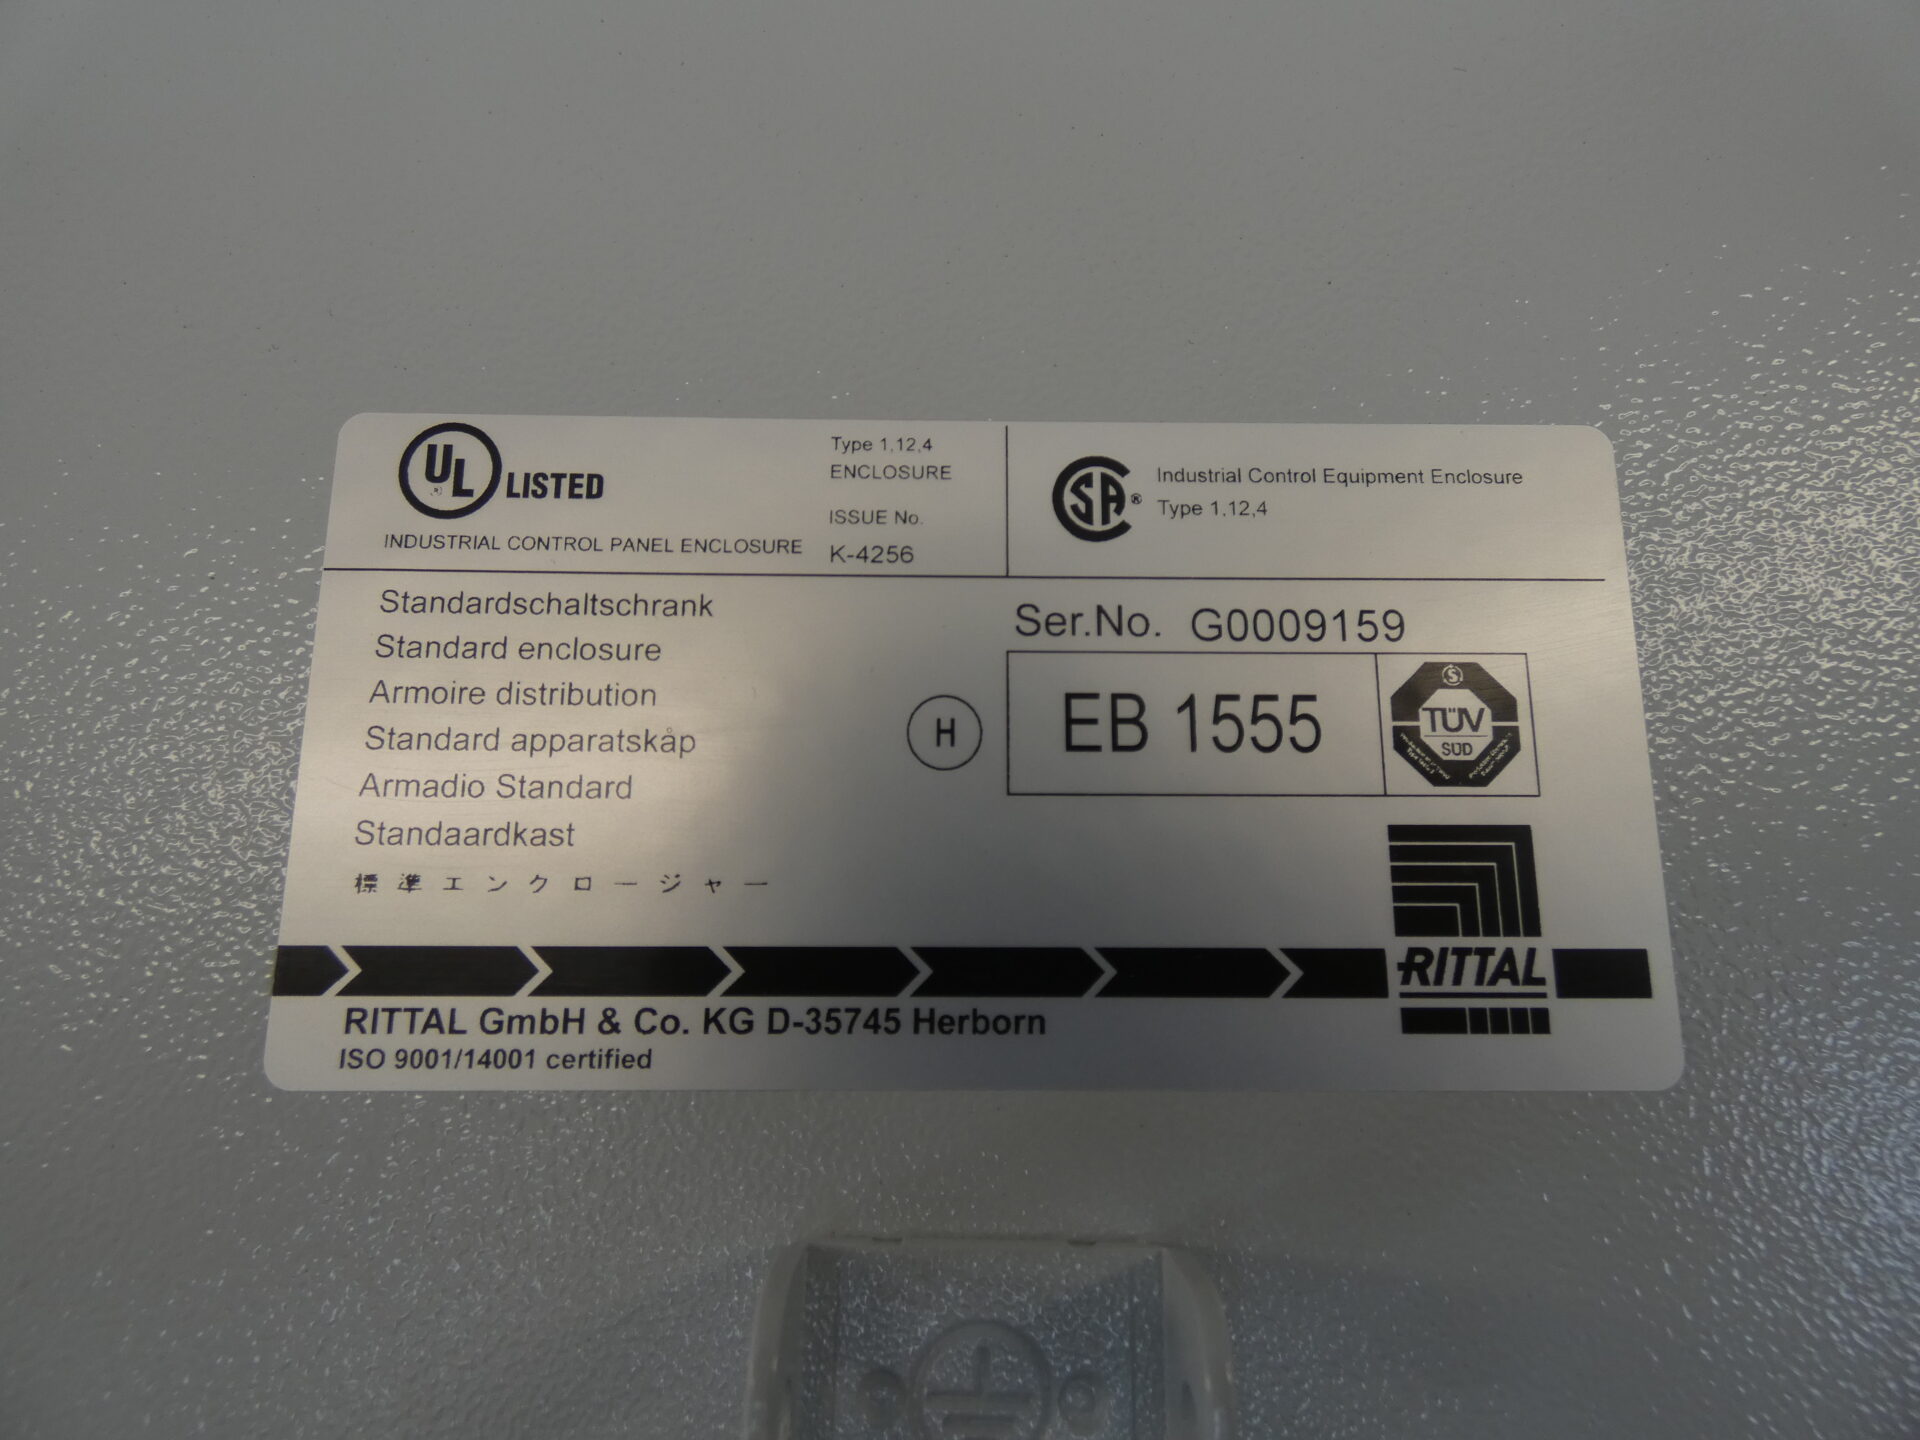 UL LISTED
INDUSTRIAL CONTROL PANEL ENCLOSURE
Type 1,12,4
ENCLOSURE
ISSUE No.
K-4256
CSA® Industrial Control Equipment Enclosure
Type 1,12,4
Standardschaltschrank
Standard enclosure
Armoire distribution
Standard apparatskåp
Armadio Standard
Standaardkast
標準エンクロージャー
Ser.No. G0009159
H
EB 1555
S
TÜV
SÜD
RITTAL
RITTAL GmbH & Co. KG D-35745 Herborn
ISO 9001/14001 certified